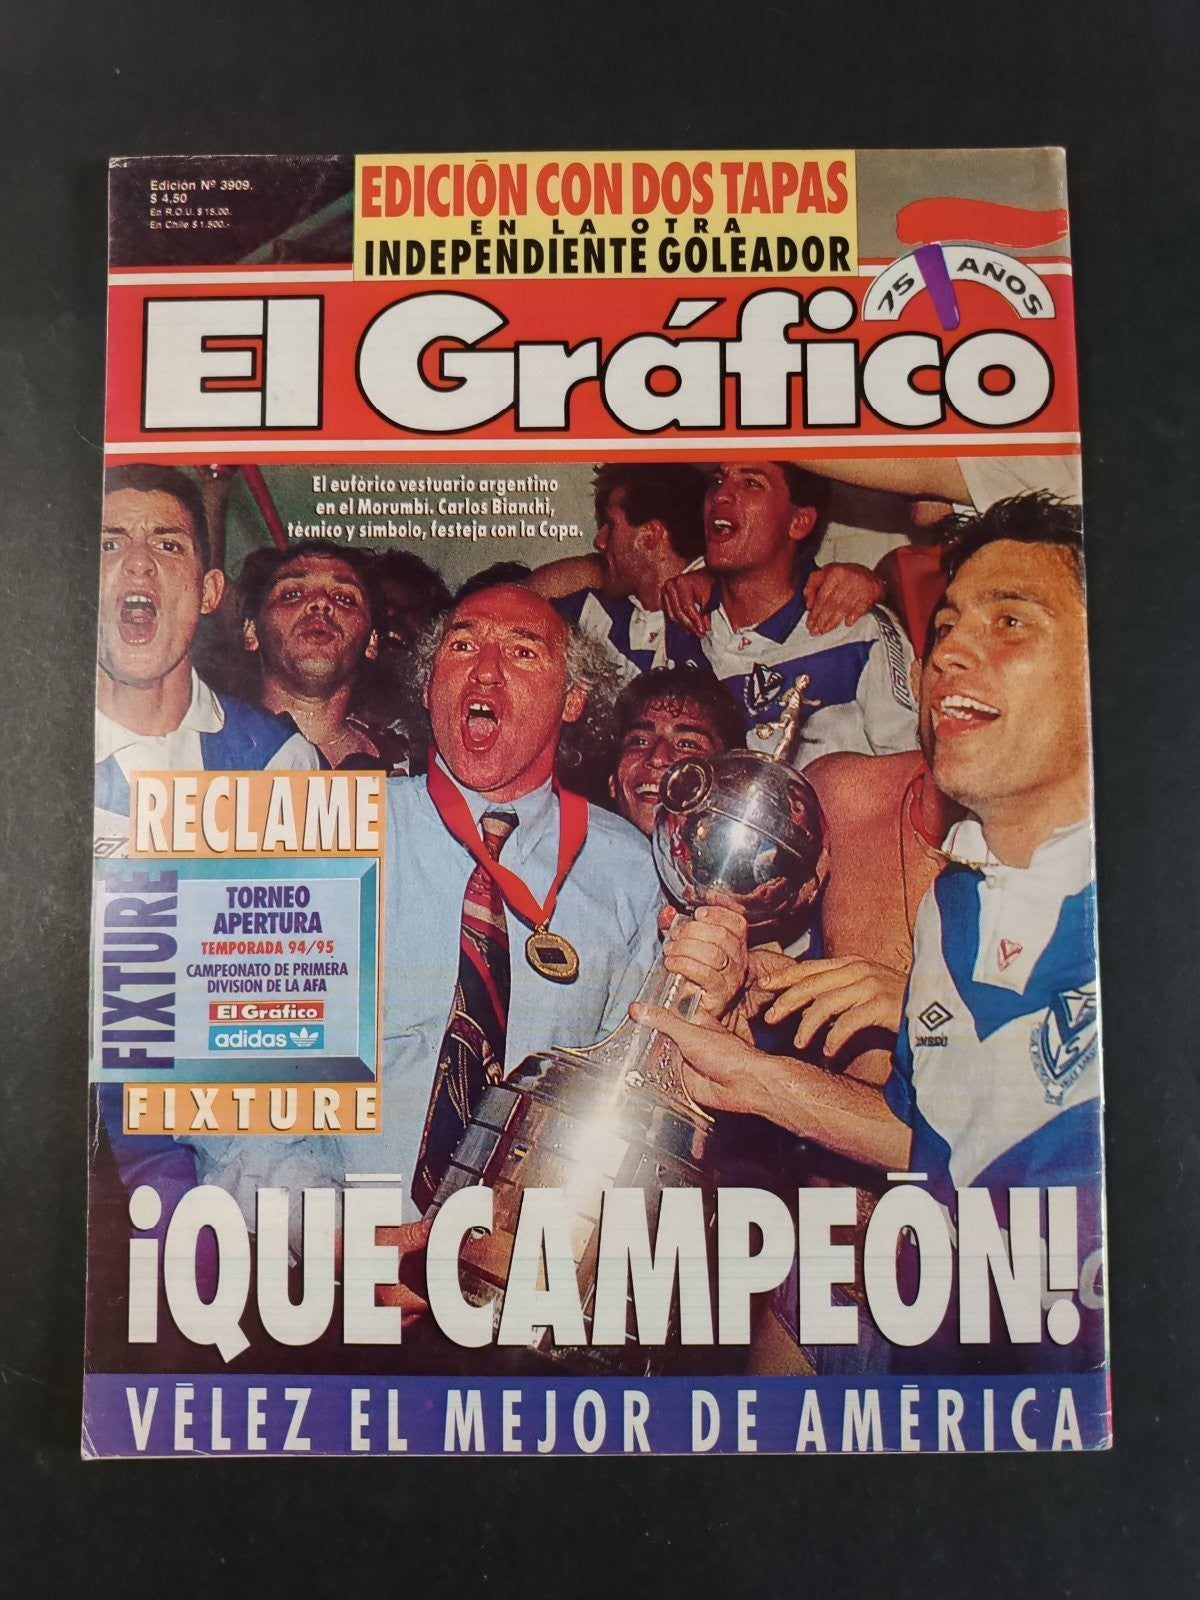 Edición Nº 3909.
$ 4,50
En R.O.U. $ 15,00.
En Chile $ 1.500.-
EDICIÓN CON DOS TAPAS
EN LA OTRA
INDEPENDIENTE GOLEADOR
75 AÑOS
El Gráfico
El eufórico vestuario argentino
en el Morumbí. Carlos Bianchi,
técnico y símbolo, festeja con la Copa.
RECLAME
FIXTURE
TORNEO
APERTURA
TEMPORADA 94/95
CAMPEONATO DE PRIMERA
DIVISION DE LA AFA
El Gráfico
adidas
FIXTURE
umbro
¡QUÉ CAMPEÓN!
VÉLEZ EL MEJOR DE AMÉRICA